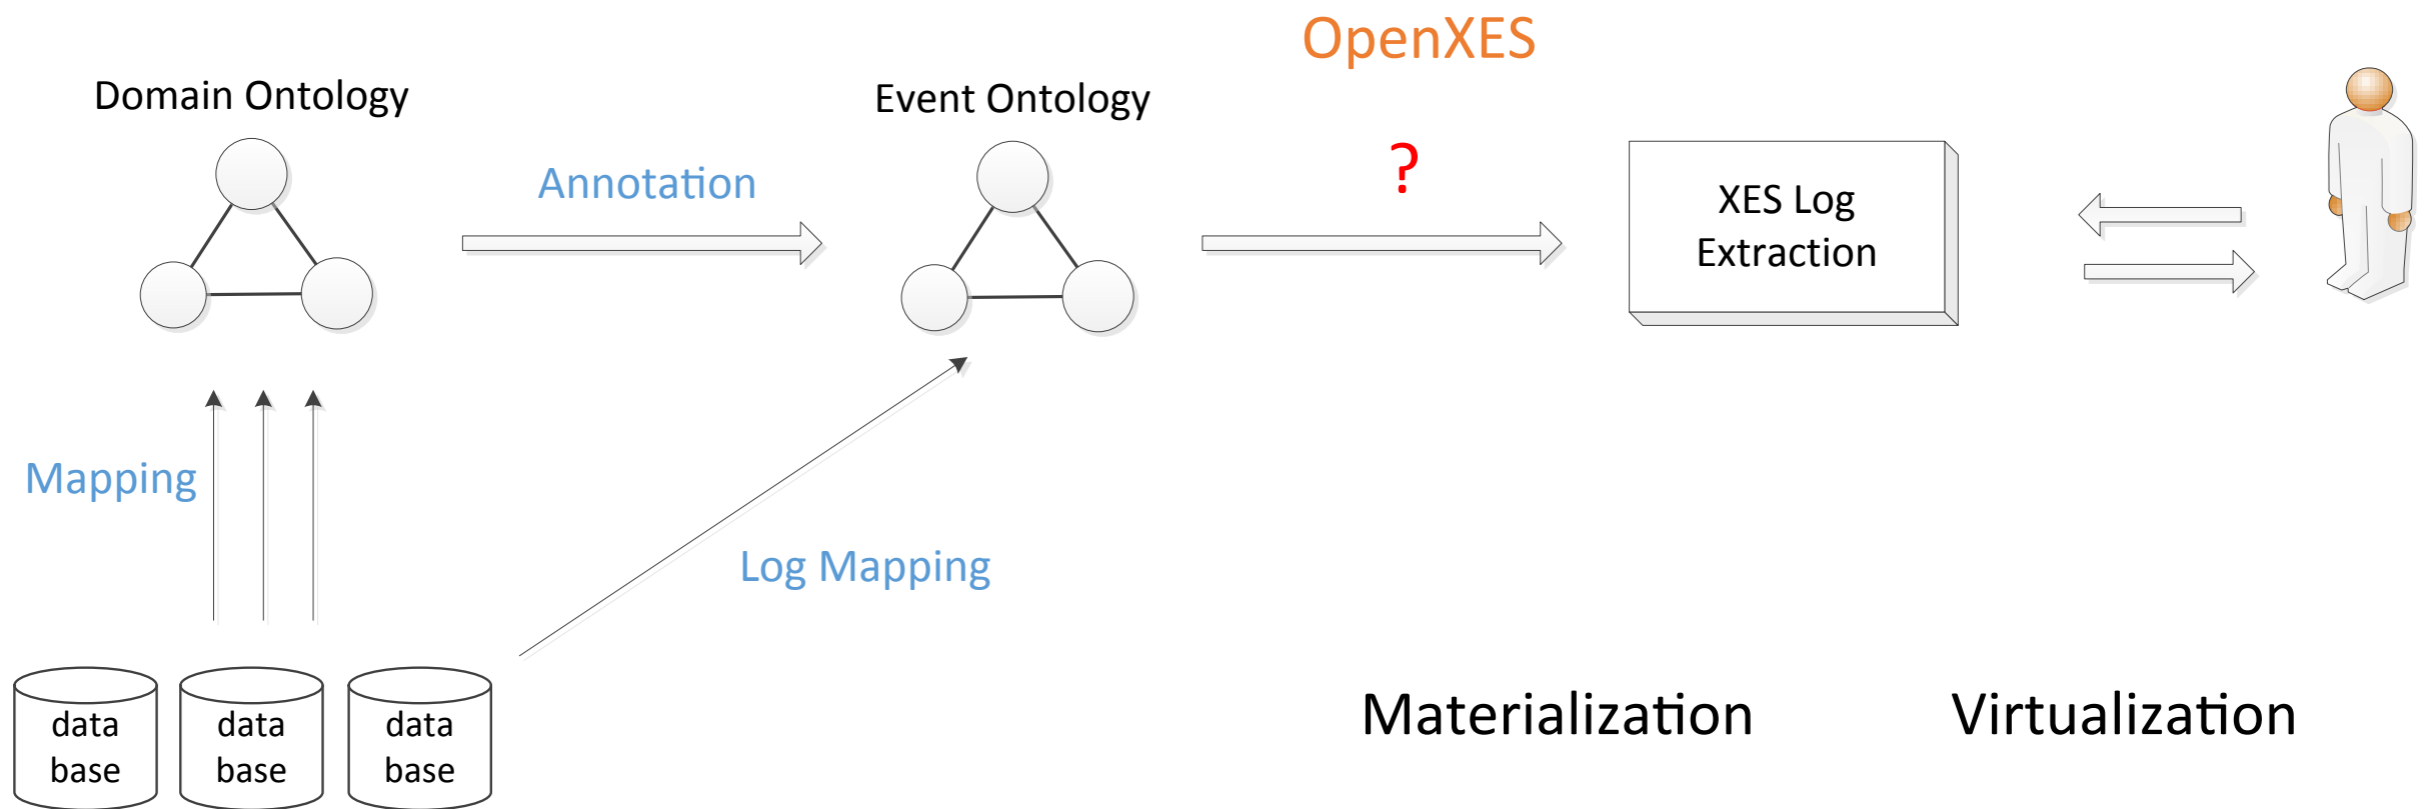 OpenXES
Domain Ontology
Event Ontology
Annotation
?
XES Log
Extraction
Mapping
Log Mapping
data
base
data
base
data
base
Materialization
Virtualization